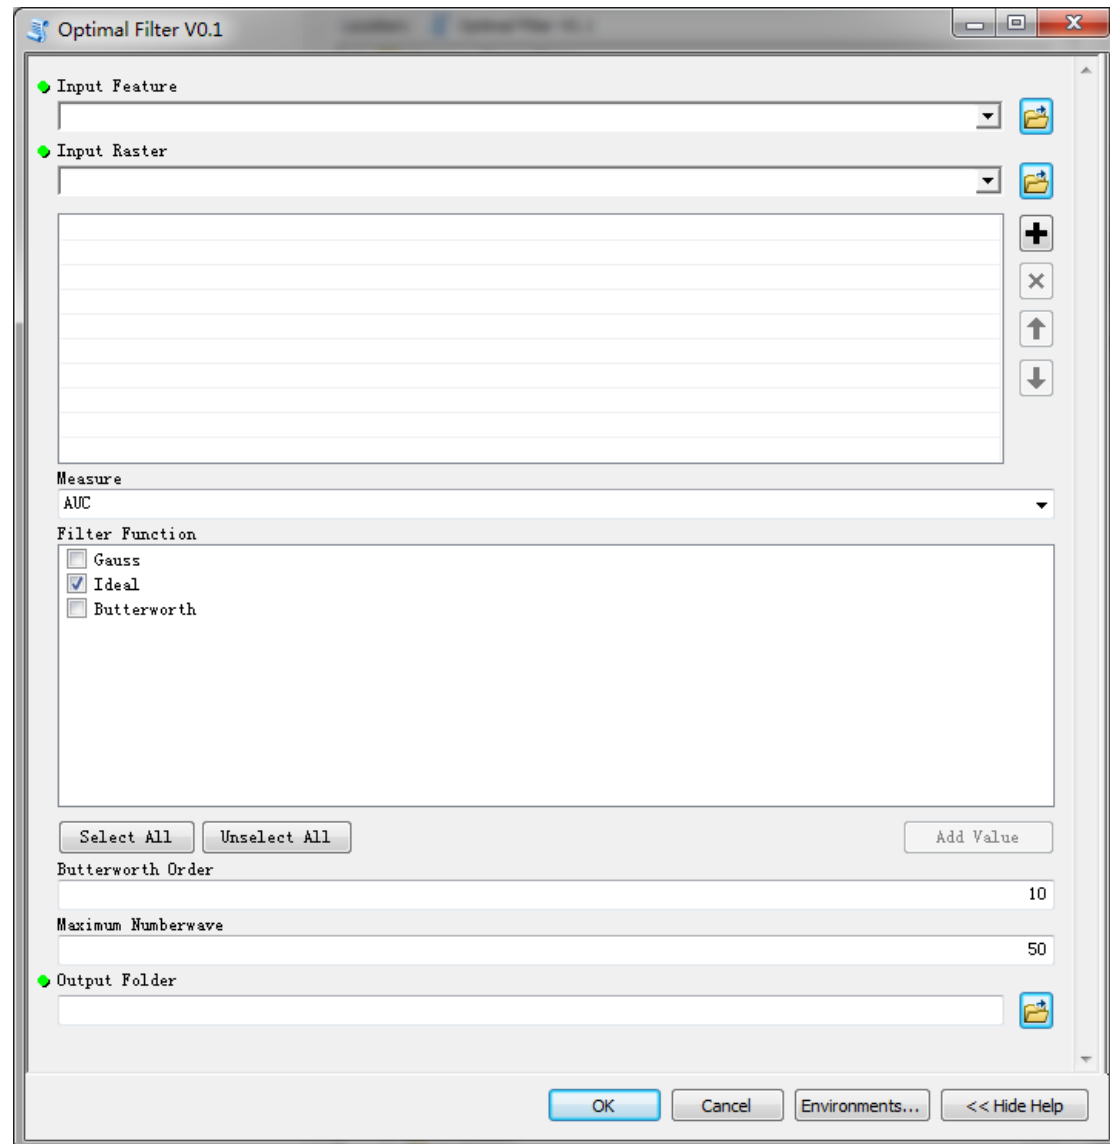 Optimal Filter V0.1
Input Feature
Input Raster
Measure
AUC
Filter Function
Gauss
Ideal
Butterworth
Select All Unselect All Add Value
Butterworth Order
10
Maximum Numberwave
50
Output Folder
OK Cancel Environments... << Hide Help